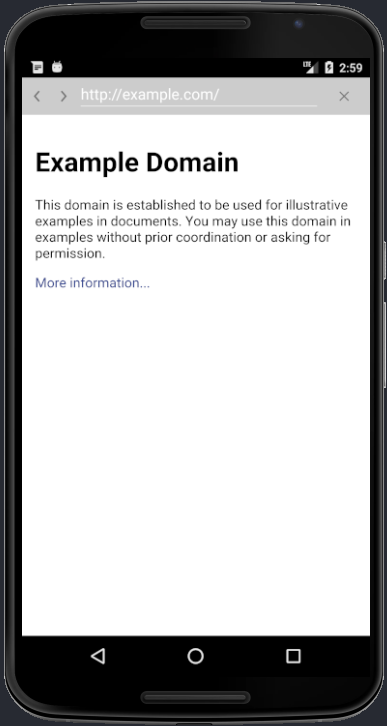 LTE 2:59
http://example.com/
Example Domain
This domain is established to be used for illustrative
examples in documents. You may use this domain in
examples without prior coordination or asking for
permission.
More information...